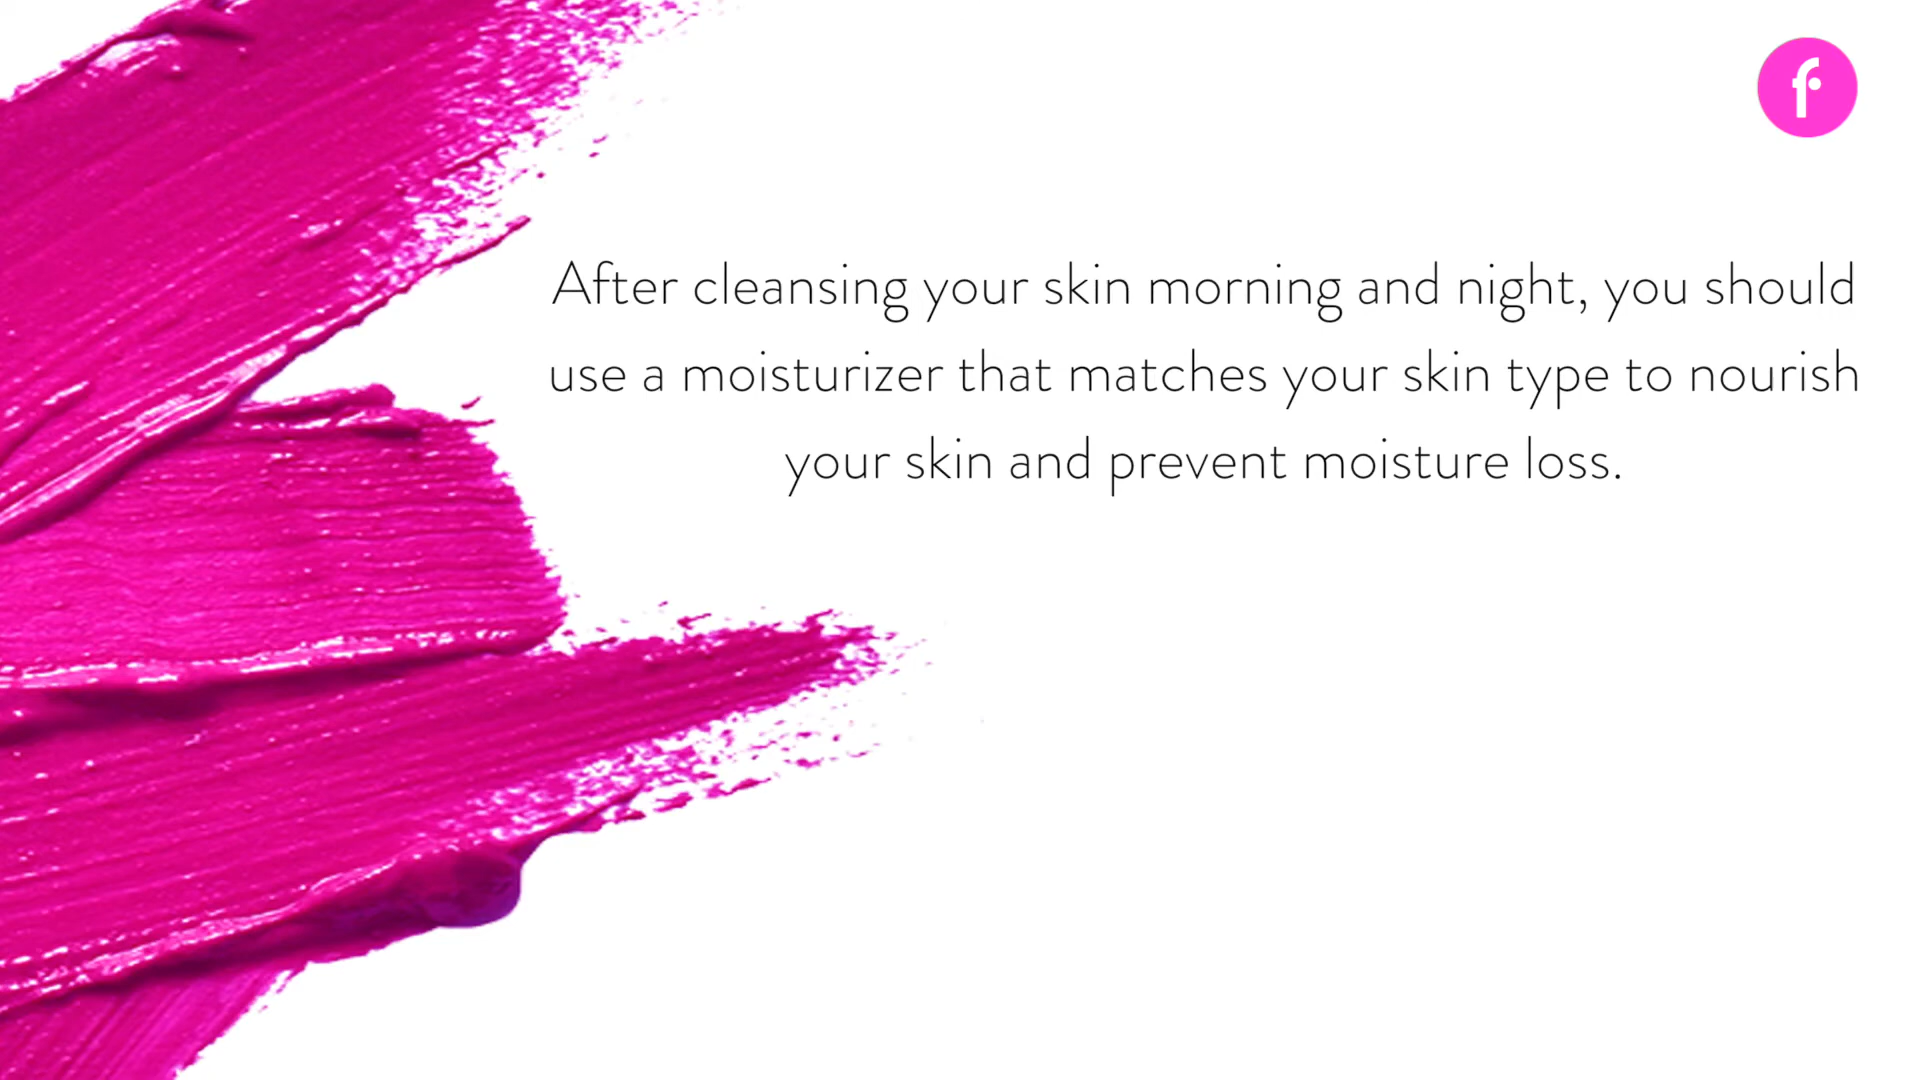 f
After cleansing your skin morning and night, you should
use a moisturizer that matches your skin type to nourish
your skin and prevent moisture loss.